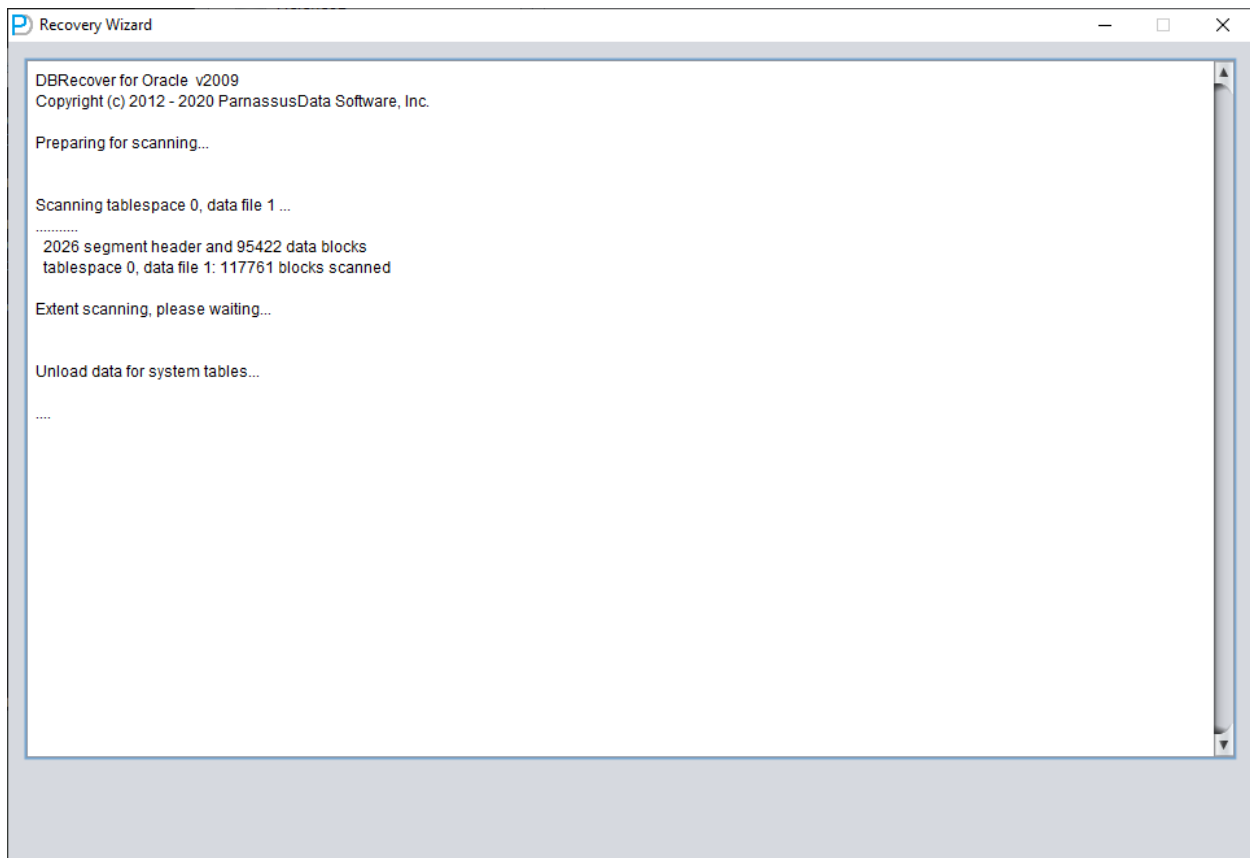 Recovery Wizard
DBRecover for Oracle v2009
Copyright (c) 2012 - 2020 ParnassusData Software, Inc.
Preparing for scanning...
Scanning tablespace 0, data file 1 ...
...........
2026 segment header and 95422 data blocks
tablespace 0, data file 1: 117761 blocks scanned
Extent scanning, please waiting...
Unload data for system tables...
....